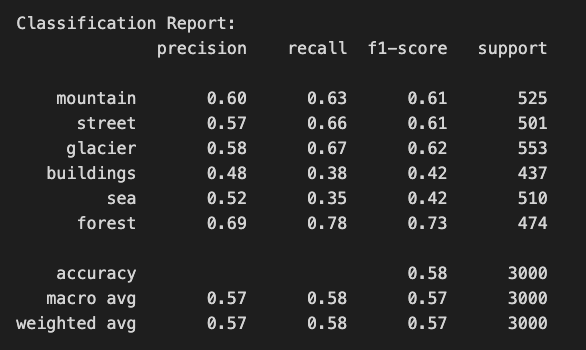 Classification Report:
precision recall f1-score support
mountain 0.60 0.63 0.61 525
street 0.57 0.66 0.61 501
glacier 0.58 0.67 0.62 553
buildings 0.48 0.38 0.42 437
sea 0.52 0.35 0.42 510
forest 0.69 0.78 0.73 474
accuracy 0.58 3000
macro avg 0.57 0.58 0.57 3000
weighted avg 0.57 0.58 0.57 3000